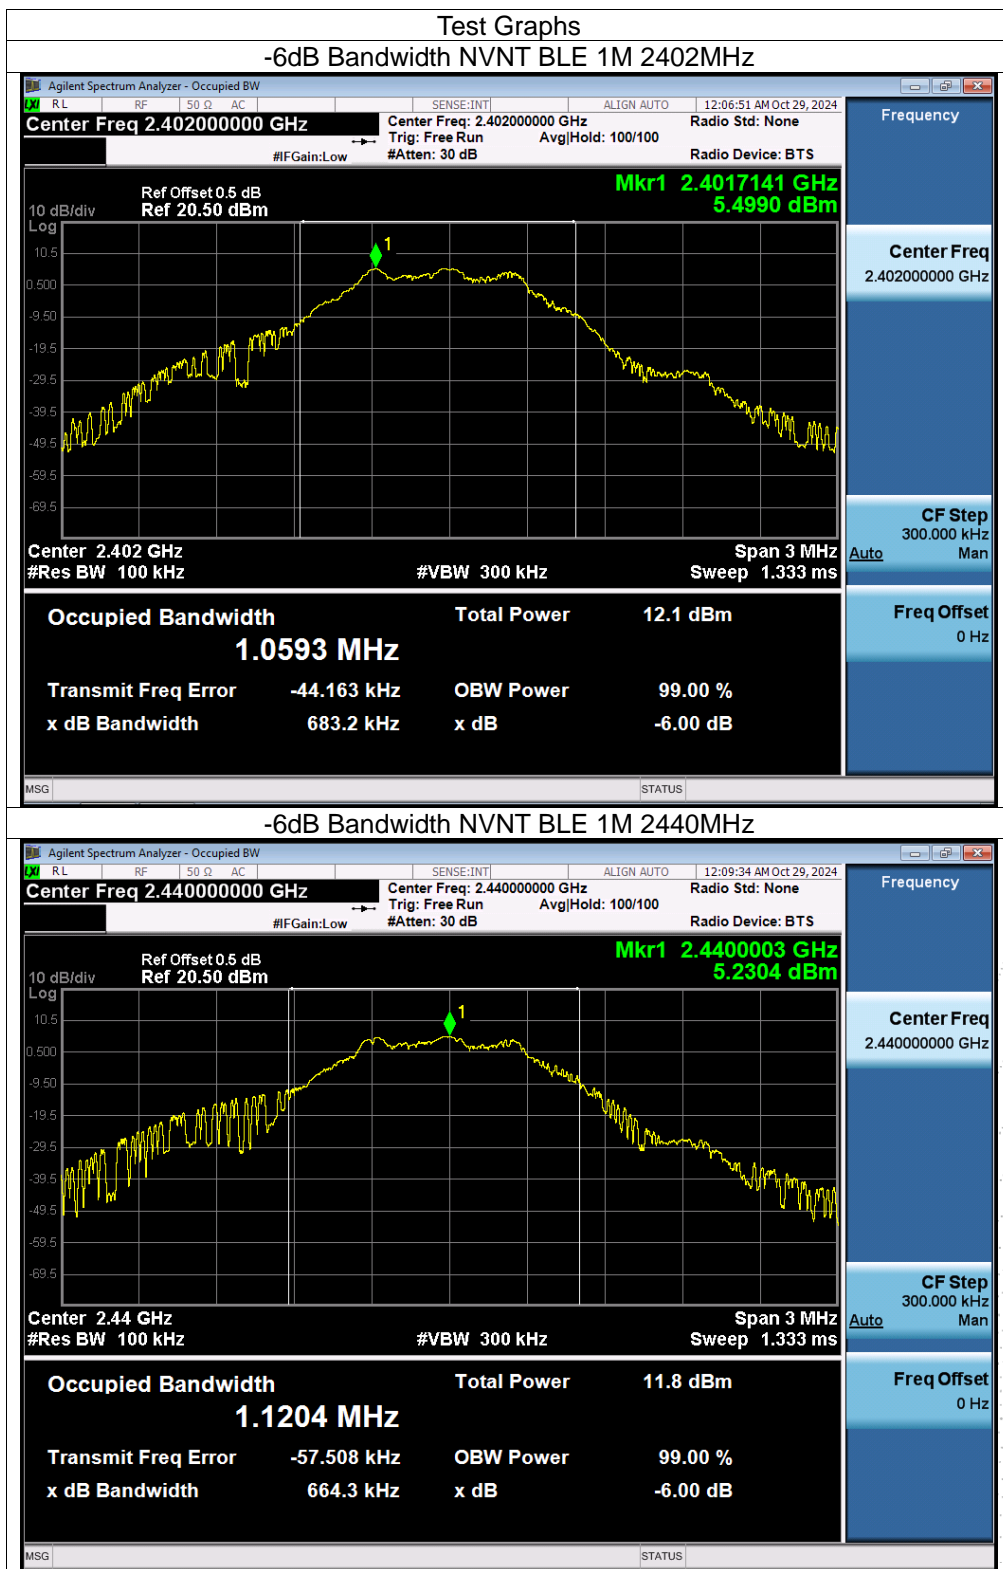 Test Graphs
-6dB Bandwidth NVNT BLE 1M 2402MHz
Agilent Spectrum Analyzer - Occupied BW
LXI RL RF 50 Ω AC SENSE:INT ALIGN AUTO 12:06:51 AM Oct 29, 2024
Center Freq 2.402000000 GHz Center Freq: 2.402000000 GHz Radio Std: None Frequency
Trig: Free Run Avg|Hold: 100/100
#IFGain:Low #Atten: 30 dB Radio Device: BTS
Mkr1 2.4017141 GHz
Ref Offset 0.5 dB
10 dB/div Ref 20.50 dBm 5.4990 dBm
Log
1
10.5
0.500
-9.50
-19.5
-29.5
-39.5
-49.5
-59.5
-69.5
Center Freq
2.402000000 GHz
CF Step
300.000 kHz
Auto Man
Center 2.402 GHz Span 3 MHz
#Res BW 100 kHz #VBW 300 kHz Sweep 1.333 ms
Freq Offset
0 Hz
Occupied Bandwidth Total Power 12.1 dBm
1.0593 MHz
Transmit Freq Error -44.163 kHz OBW Power 99.00 %
x dB Bandwidth 683.2 kHz x dB -6.00 dB
MSG STATUS
-6dB Bandwidth NVNT BLE 1M 2440MHz
Agilent Spectrum Analyzer - Occupied BW
LXI RL RF 50 Ω AC SENSE:INT ALIGN AUTO 12:09:34 AM Oct 29, 2024
Center Freq 2.440000000 GHz Center Freq: 2.440000000 GHz Radio Std: None Frequency
Trig: Free Run Avg|Hold: 100/100
#IFGain:Low #Atten: 30 dB Radio Device: BTS
Mkr1 2.4400003 GHz
Ref Offset 0.5 dB
10 dB/div Ref 20.50 dBm 5.2304 dBm
Log
1
10.5
0.500
-9.50
-19.5
-29.5
-39.5
-49.5
-59.5
-69.5
Center Freq
2.440000000 GHz
CF Step
300.000 kHz
Auto Man
Center 2.44 GHz Span 3 MHz
#Res BW 100 kHz #VBW 300 kHz Sweep 1.333 ms
Freq Offset
0 Hz
Occupied Bandwidth Total Power 11.8 dBm
1.1204 MHz
Transmit Freq Error -57.508 kHz OBW Power 99.00 %
x dB Bandwidth 664.3 kHz x dB -6.00 dB
MSG STATUS